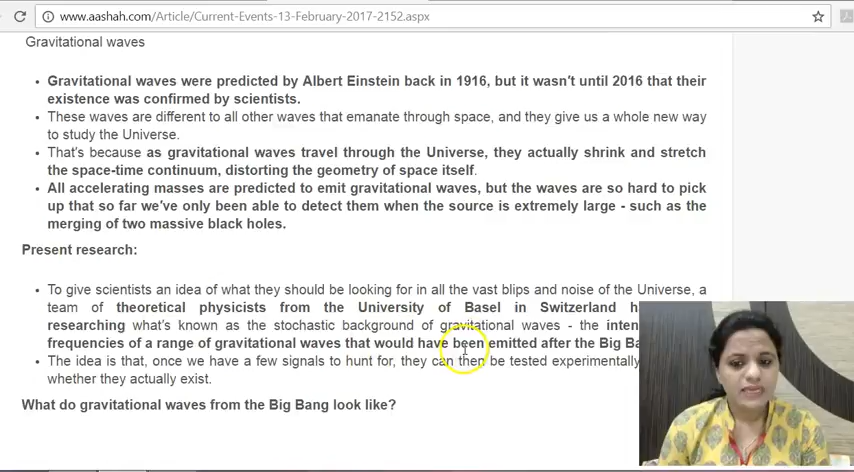 www.aashah.com/Article/Current-Events-13-February-2017-2152.aspx
Gravitational waves
• Gravitational waves were predicted by Albert Einstein back in 1916, but it wasn't until 2016 that their
existence was confirmed by scientists.
• These waves are different to all other waves that emanate through space, and they give us a whole new way
to study the Universe.
• That's because as gravitational waves travel through the Universe, they actually shrink and stretch
the space-time continuum, distorting the geometry of space itself.
• All accelerating masses are predicted to emit gravitational waves, but the waves are so hard to pick
up that so far we've only been able to detect them when the source is extremely large - such as the
merging of two massive black holes.
Present research:
• To give scientists an idea of what they should be looking for in all the vast blips and noise of the Universe, a
team of theoretical physicists from the University of Basel in Switzerland
researching what's known as the stochastic background of gravitational waves - the
frequencies of a range of gravitational waves that would have been emitted after the Big
• The idea is that, once we have a few signals to hunt for, they can then be tested experimentally
whether they actually exist.
What do gravitational waves from the Big Bang look like?